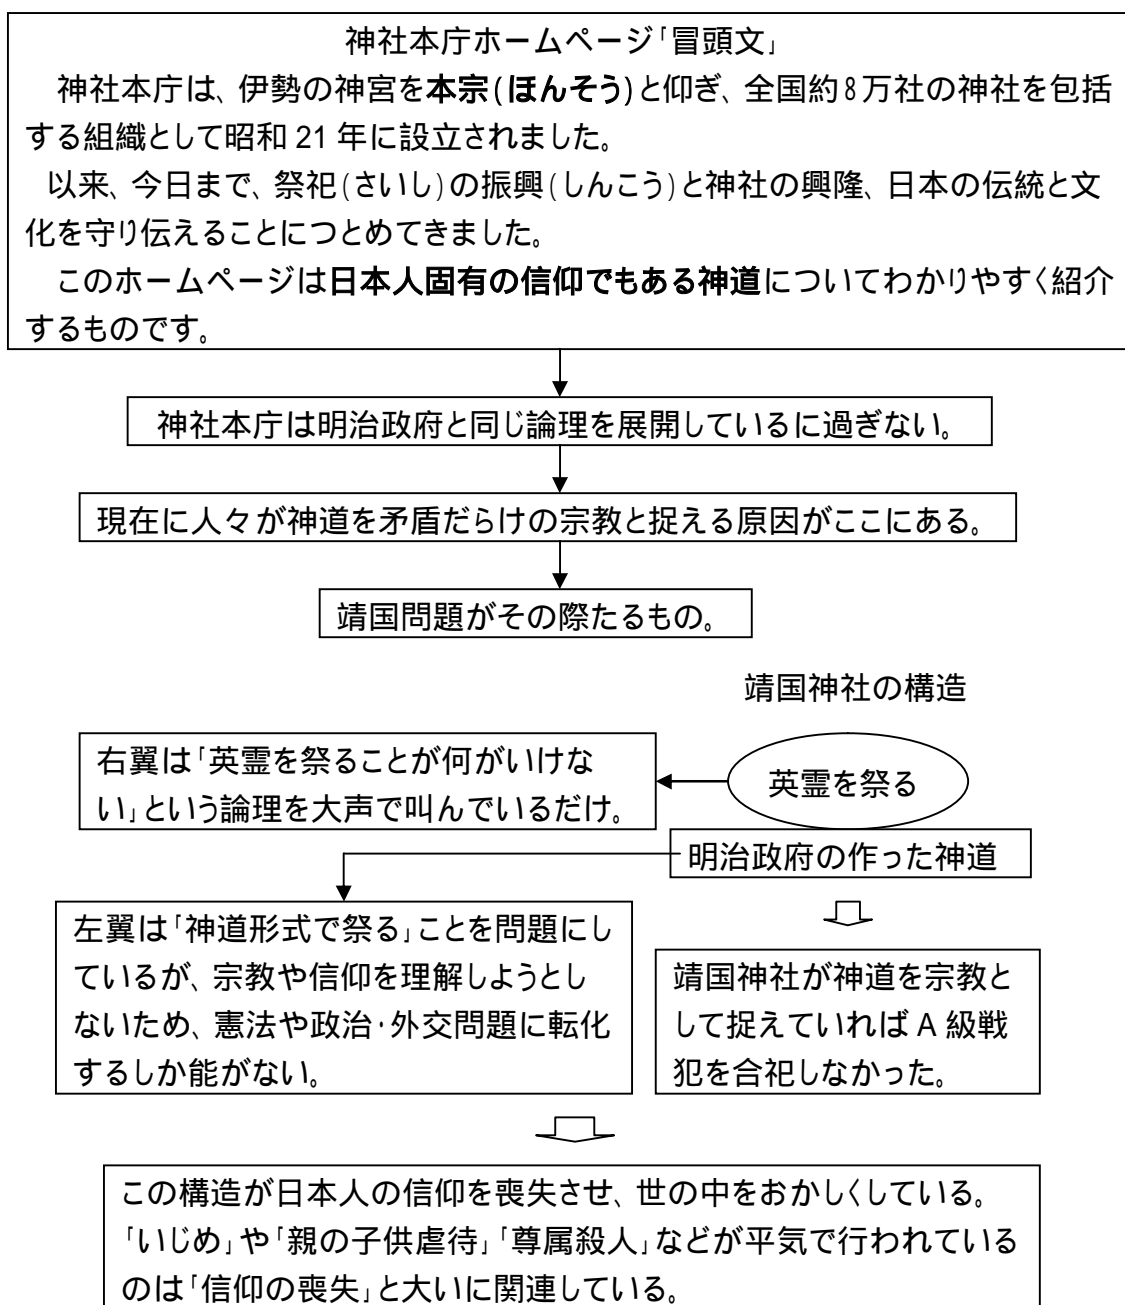 神社本庁ホームページ「冒頭文」
神社本庁は、伊勢の神宮を本宗(ほんそう)と仰ぎ、全国約8万社の神社を包括
する組織として昭和 21 年に設立されました。
以来、今日まで、祭祀(さいし)の振興(しんこう)と神社の興隆、日本の伝統と文
化を守り伝えることにつとめてきました。
このホームページは日本人固有の信仰でもある神道についてわかりやすく紹介
するものです。
神社本庁は明治政府と同じ論理を展開しているに過ぎない。
現在に人々が神道を矛盾だらけの宗教と捉える原因がここにある。
靖国問題がその際たるもの。
靖国神社の構造
右翼は「英霊を祭ることが何がいけな
い」という論理を大声で叫んでいるだけ。
英霊を祭る
明治政府の作った神道
左翼は「神道形式で祭る」ことを問題にし
ているが、宗教や信仰を理解しようとし
ないため、憲法や政治・外交問題に転化
するしか能がない。
靖国神社が神道を宗教と
して捉えていれば A 級戦
犯を合祀しなかった。
この構造が日本人の信仰を喪失させ、世の中をおかしくしている。
「いじめ」や「親の子供虐待」「尊属殺人」などが平気で行われている
のは「信仰の喪失」と大いに関連している。